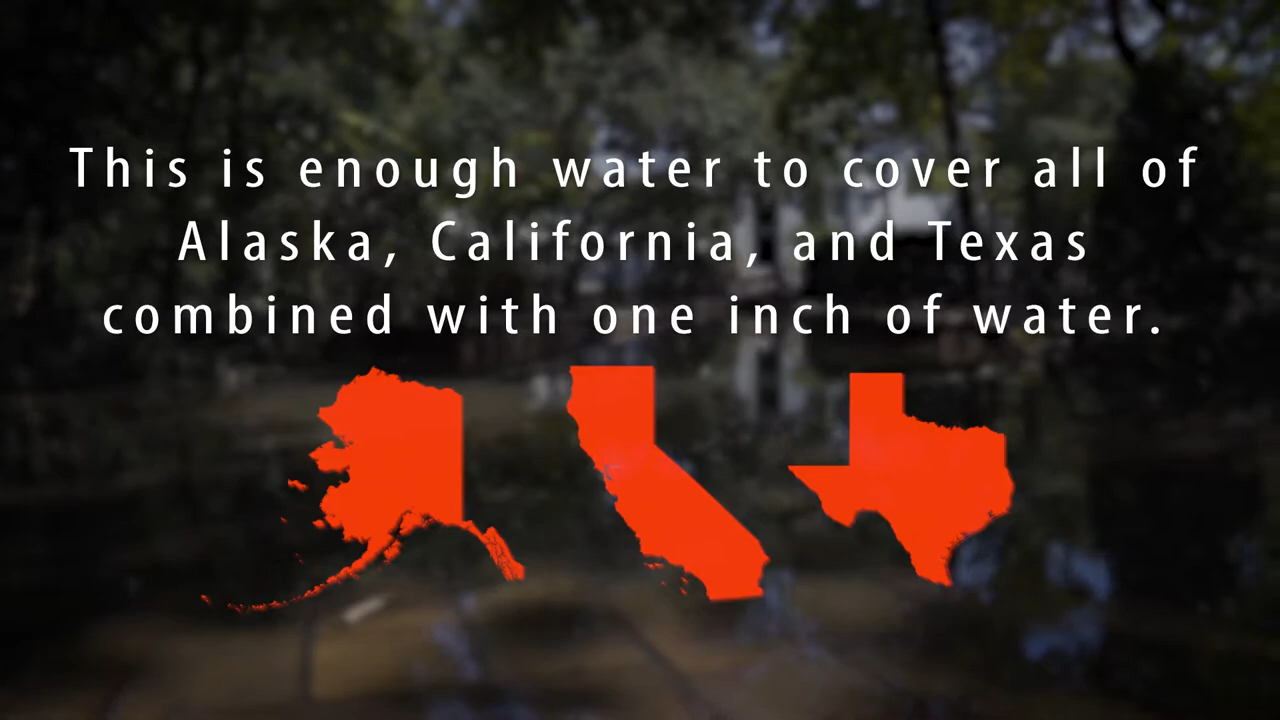 This is enough water to cover all of
Alaska, California, and Texas
combined with one inch of water.